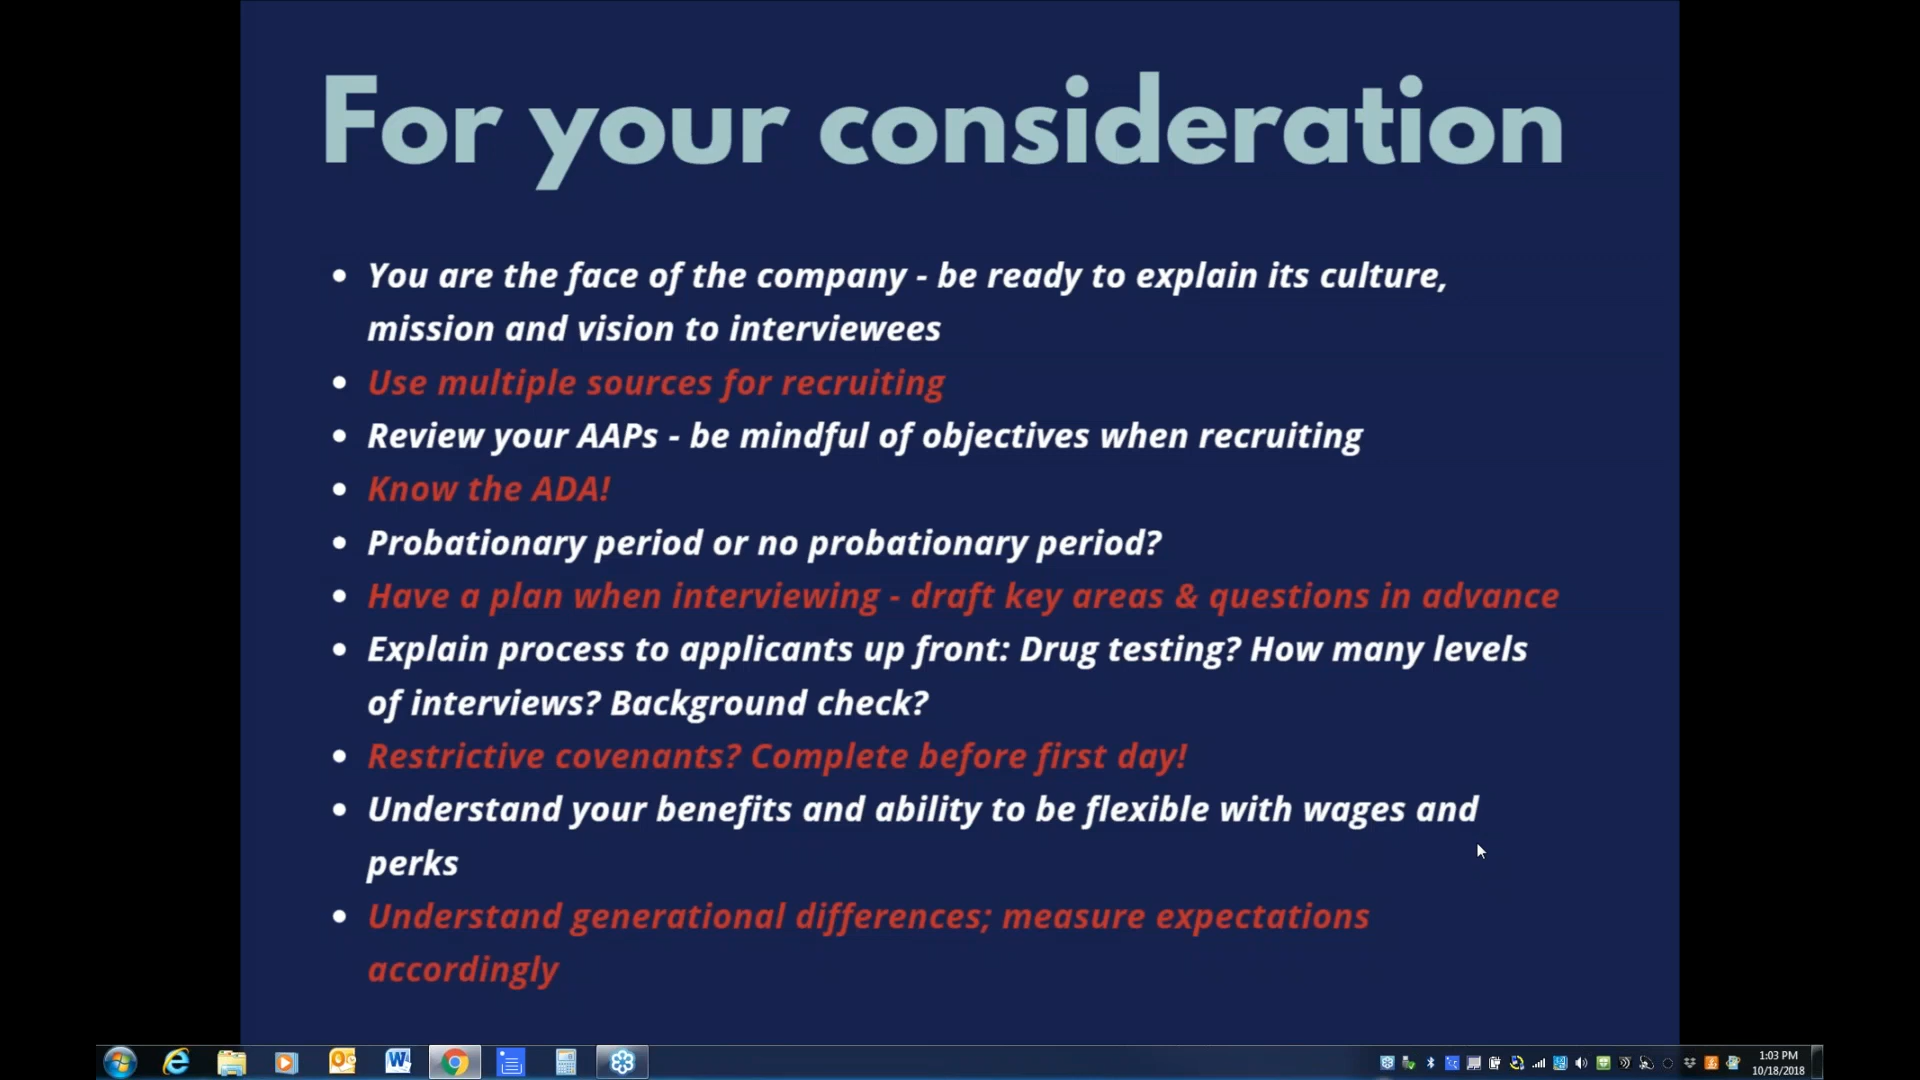 For your consideration
You are the face of the company - be ready to explain its culture,
mission and vision to interviewees
Use multiple sources for recruiting
Review your AAPs - be mindful of objectives when recruiting
Know the ADA!
Probationary period or no probationary period?
Have a plan when interviewing - draft key areas & questions in advance
Explain process to applicants up front: Drug testing? How many levels
of interviews? Background check?
Restrictive covenants? Complete before first day!
Understand your benefits and ability to be flexible with wages and
perks
Understand generational differences; measure expectations
accordingly
1:03 PM
10/18/2018